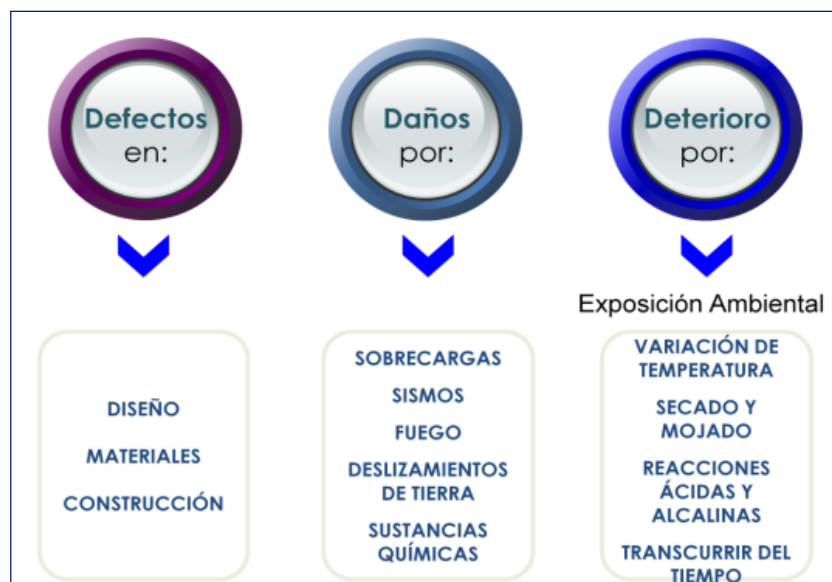 Defectos
en:
Daños
por:
Deterioro
por:
Exposición Ambiental
DISEÑO
MATERIALES
CONSTRUCCIÓN
SOBRECARGAS
SISMOS
FUEGO
DESLIZAMIENTOS
DE TIERRA
SUSTANCIAS
QUÍMICAS
VARIACIÓN DE
TEMPERATURA
SECADO Y
MOJADO
REACCIONES
ÁCIDAS Y
ALCALINAS
TRANSCURRIR DEL
TIEMPO